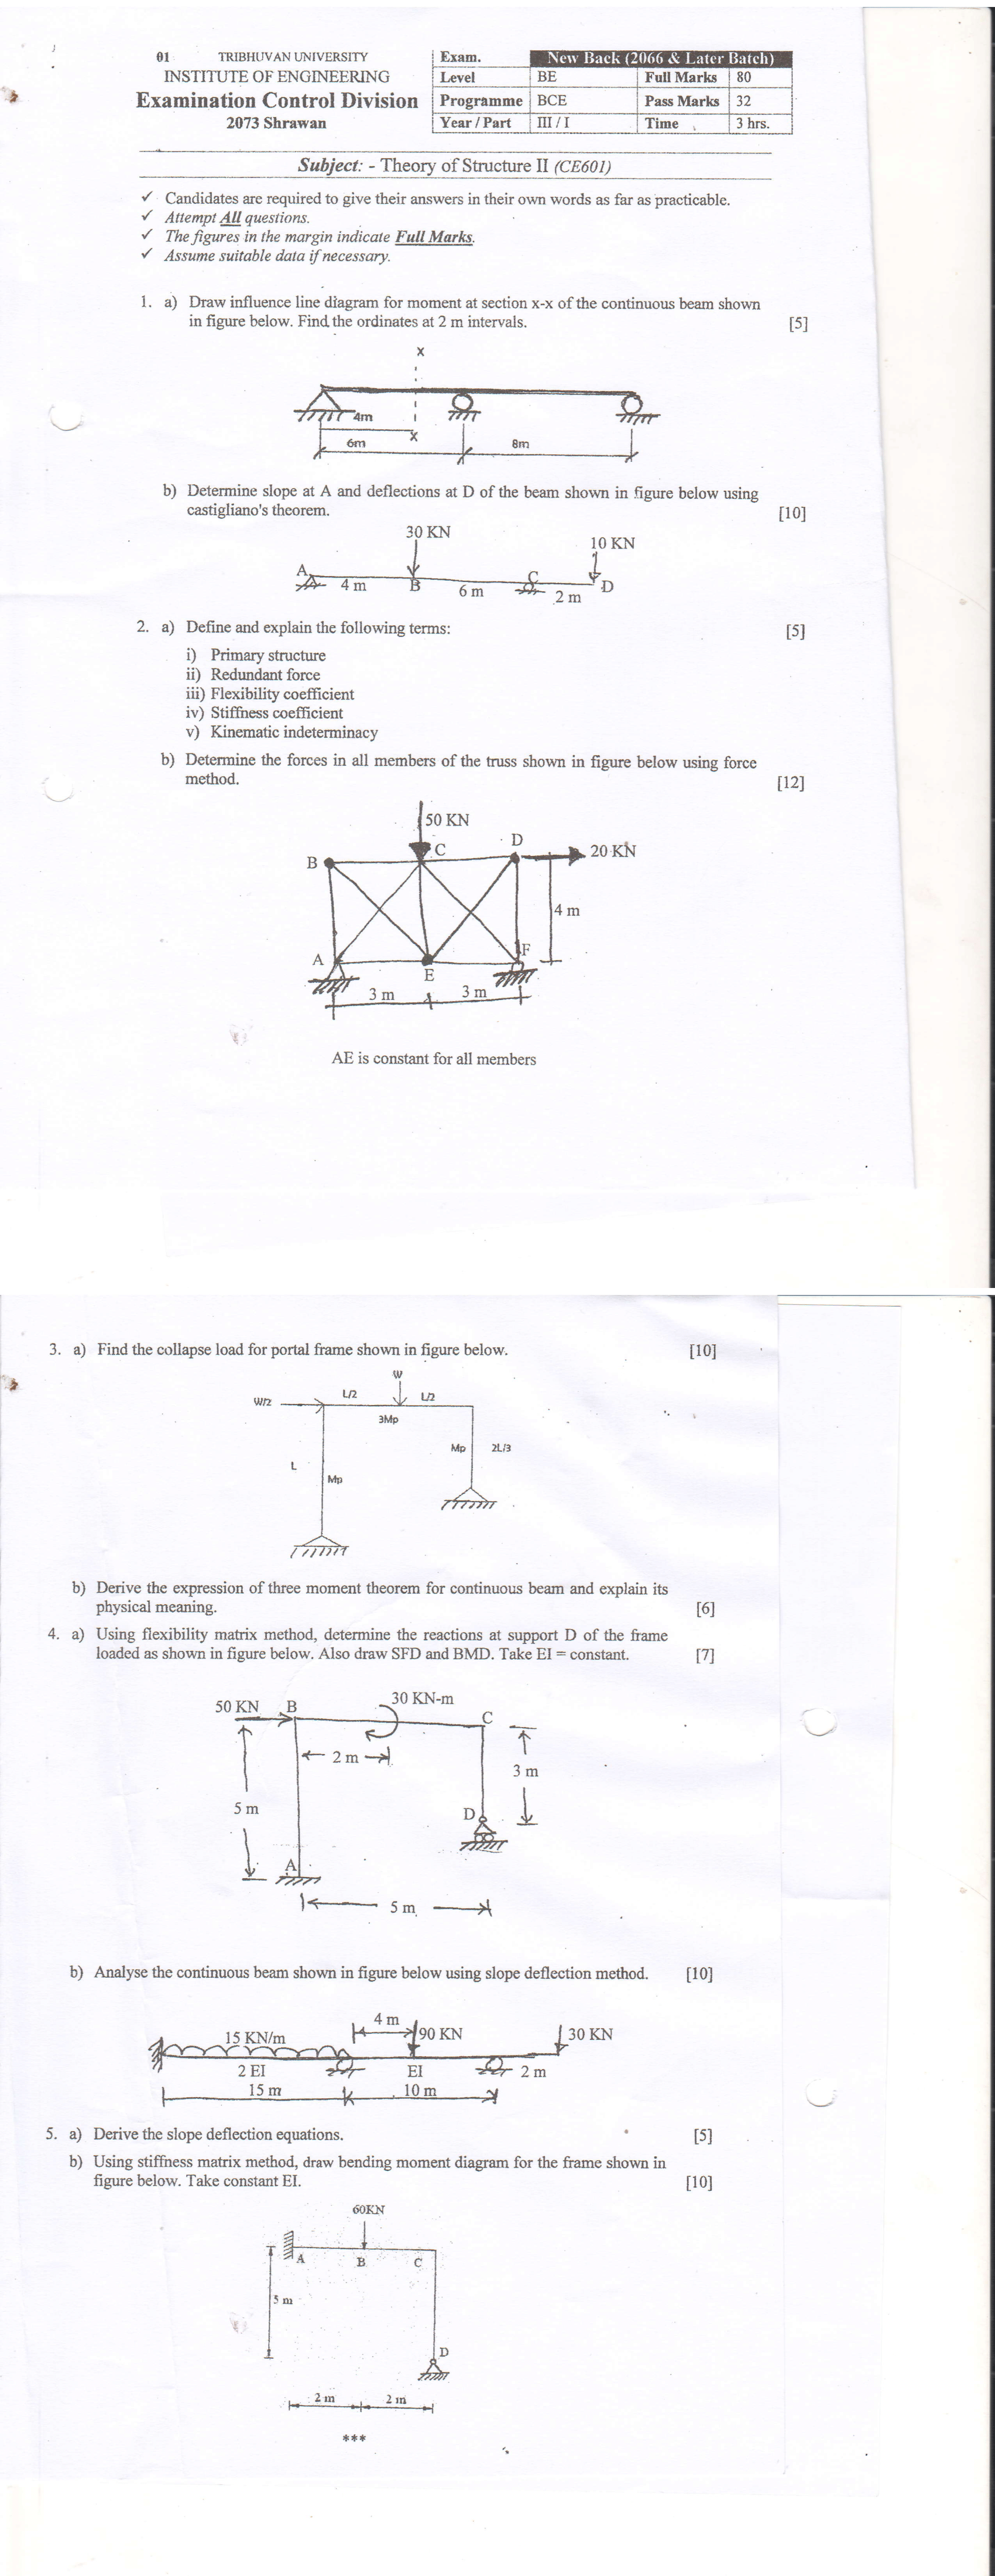 01 TRIBHUVAN UNIVERSITY
INSTITUTE OF ENGINEERING
Examination Control Division
2073 Shrawan
Exam. New Back (2066 & Later Batch)
Level BE Full Marks 80
Programme BCE Pass Marks 32
Year / Part III / I Time 3 hrs.
Subject: - Theory of Structure II (CE601)
✓ Candidates are required to give their answers in their own words as far as practicable.
✓ Attempt All questions.
✓ The figures in the margin indicate Full Marks.
✓ Assume suitable data if necessary.
1. a) Draw influence line diagram for moment at section x-x of the continuous beam shown
in figure below. Find the ordinates at 2 m intervals. [5]
X
4m
X
6m
8m
b) Determine slope at A and deflections at D of the beam shown in figure below using
castigliano's theorem. [10]
30 KN
10 KN
A
4 m
B
6 m
C
2 m
D
2. a) Define and explain the following terms: [5]
i) Primary structure
ii) Redundant force
iii) Flexibility coefficient
iv) Stiffness coefficient
v) Kinematic indeterminacy
b) Determine the forces in all members of the truss shown in figure below using force
method. [12]
50 KN
B
C
D
20 KN
4 m
A
E
F
3 m
3 m
AE is constant for all members
3. a) Find the collapse load for portal frame shown in figure below. [10]
W
W/2
L/2
L/2
3Mp
Mp
2L/3
L
Mp
b) Derive the expression of three moment theorem for continuous beam and explain its
physical meaning. [6]
4. a) Using flexibility matrix method, determine the reactions at support D of the frame
loaded as shown in figure below. Also draw SFD and BMD. Take EI = constant. [7]
50 KN
B
30 KN-m
C
2 m
3 m
5 m
D
A
5 m
b) Analyse the continuous beam shown in figure below using slope deflection method. [10]
4 m
15 KN/m
90 KN
30 KN
2 EI
EI
2 m
15 m
10 m
5. a) Derive the slope deflection equations. [5]
b) Using stiffness matrix method, draw bending moment diagram for the frame shown in
figure below. Take constant EI. [10]
60KN
A
B
C
5 m
D
2 m
2 m
***